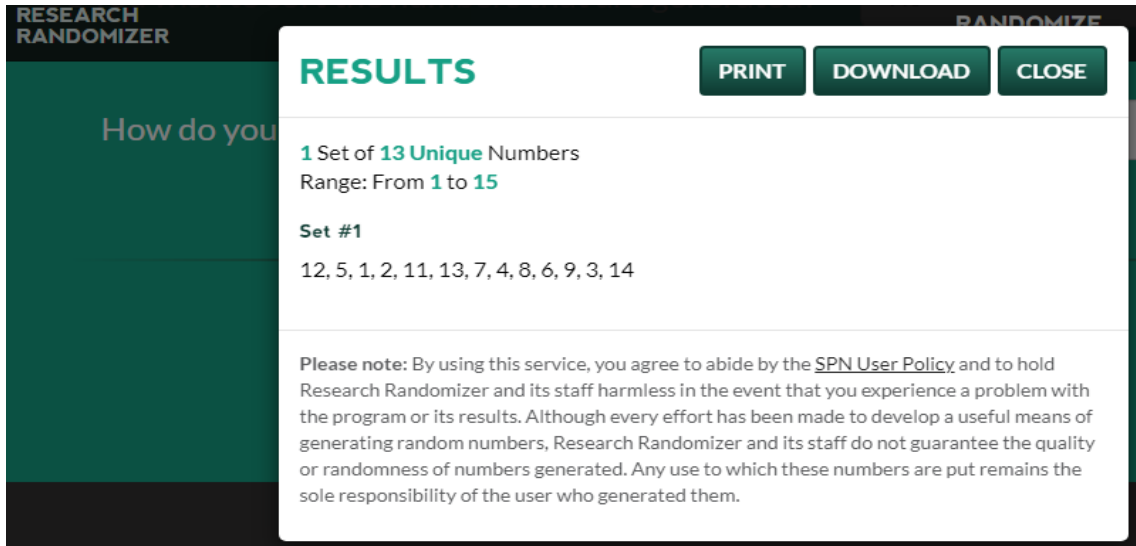 RESEARCH
RANDOMIZER
RANDOMIZE
RESULTS
PRINT
DOWNLOAD
CLOSE
How do you
1 Set of 13 Unique Numbers
Range: From 1 to 15
Set #1
12, 5, 1, 2, 11, 13, 7, 4, 8, 6, 9, 3, 14
Please note: By using this service, you agree to abide by the SPN User Policy and to hold
Research Randomizer and its staff harmless in the event that you experience a problem with
the program or its results. Although every effort has been made to develop a useful means of
generating random numbers, Research Randomizer and its staff do not guarantee the quality
or randomness of numbers generated. Any use to which these numbers are put remains the
sole responsibility of the user who generated them.